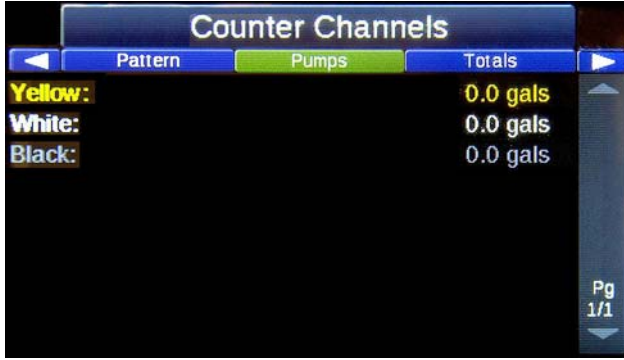 Counter Channels
Pattern Pumps Totals
Yellow: 0.0 gals
White: 0.0 gals
Black: 0.0 gals
Pg
1/1